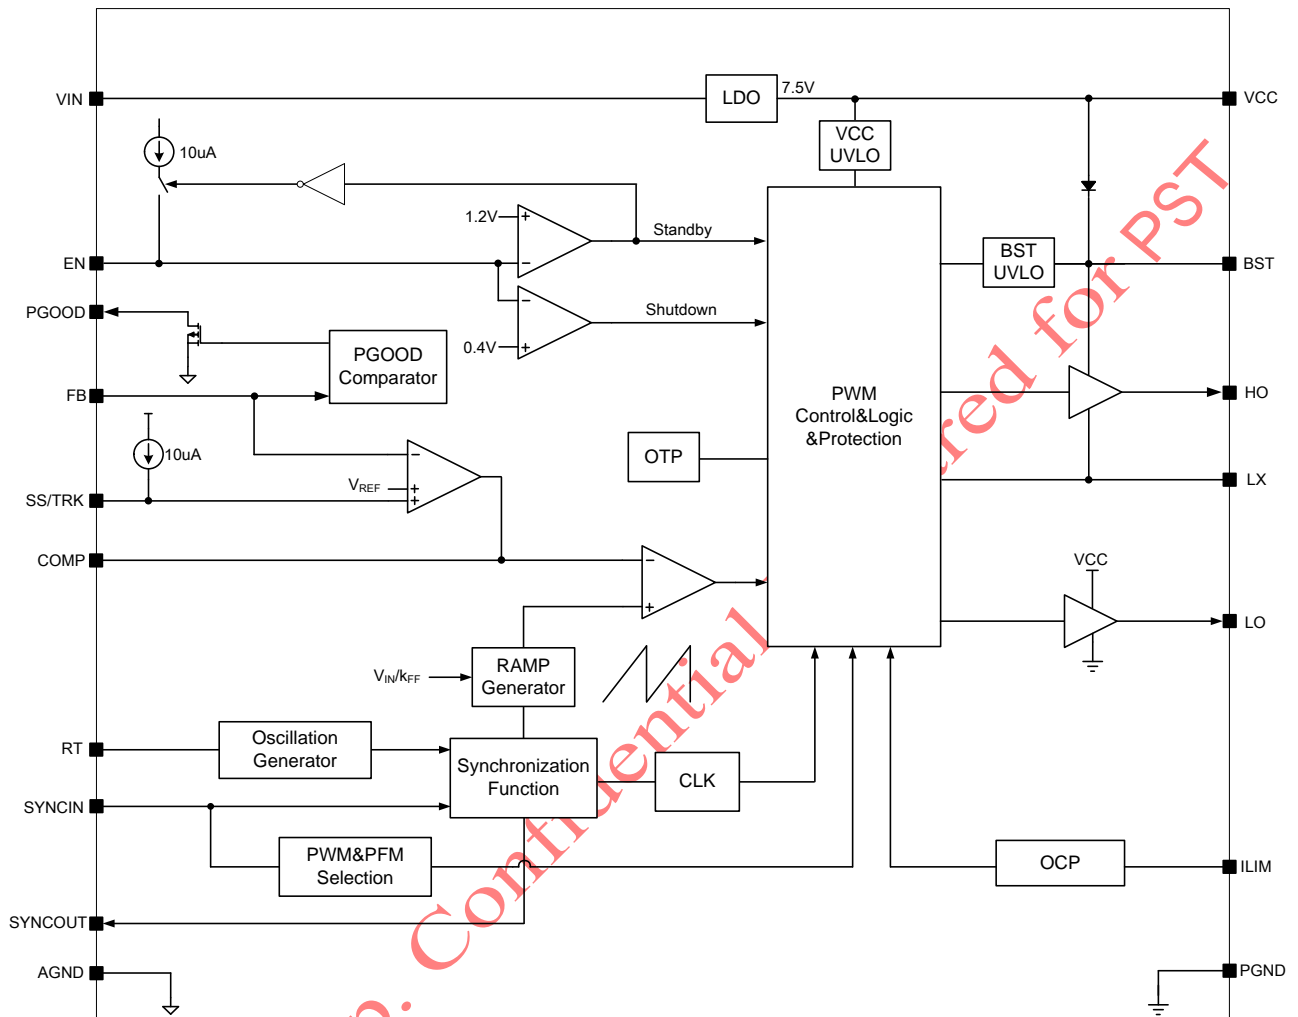 VIN
LDO
7.5V
VCC
VCC
UVLO
10uA
1.2V
+
Standby
−
EN
BST
UVLO
BST
PGOOD
−
Shutdown
0.4V
+
PGOOD
Comparator
FB
PWM
Control&Logic
&Protection
HO
10uA
−
OTP
VREF
+
SS/TRK
+
LX
COMP
−
VCC
+
LO
VIN/kFF
RAMP
Generator
RT
Oscillation
Generator
Synchronization
Function
CLK
SYNCIN
PWM&PFM
Selection
OCP
ILIM
SYNCOUT
AGND
PGND
p. Confidential
red for PST